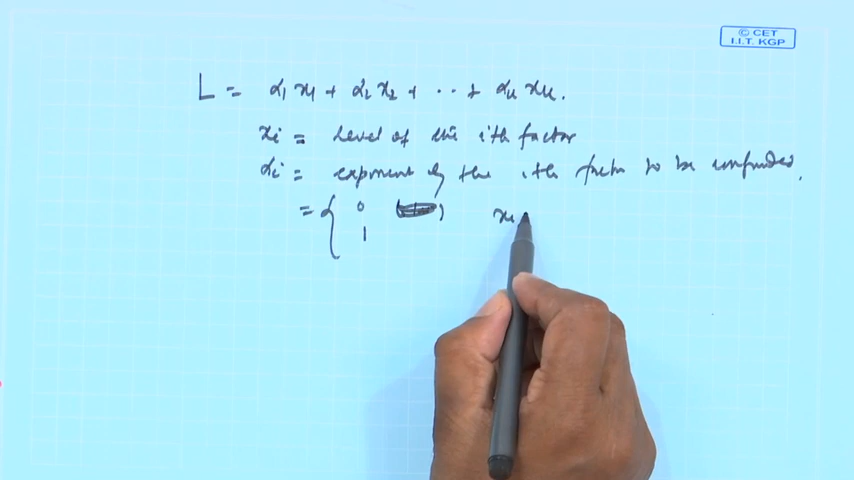 © CET
I.I.T. KGP
L = α₁ x₁ + α₂ x₂ + ·· + αₖ xₖ.
xi = level of the ith factor
αi = exponent of the ith factor to be confounded.
= { 0
1